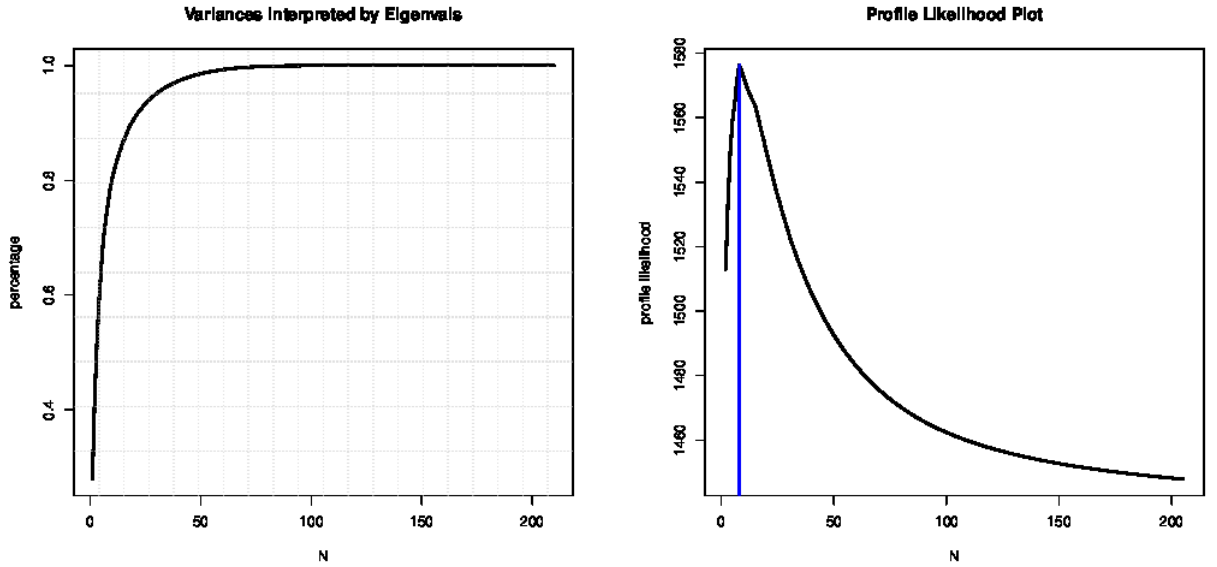 Variances Interpreted by Eigenvals
percentage
1.0
0.8
0.6
0.4
0 50 100 150 200
N
Profile Likelihood Plot
profile likelihood
1580
1560
1540
1520
1500
1480
1460
0 50 100 150 200
N